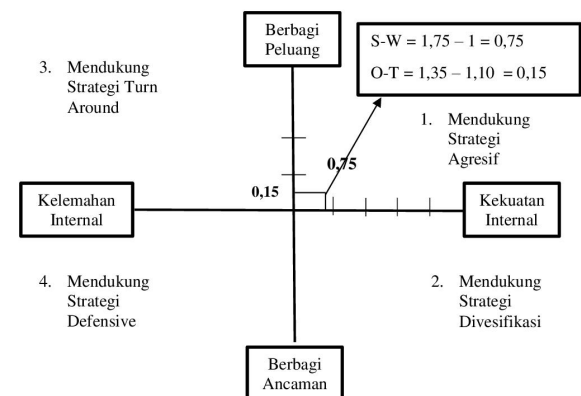 Berbagi
Peluang
S-W = 1,75 – 1 = 0,75
O-T = 1,35 – 1,10 = 0,15
3. Mendukung
Strategi Turn
Around
1. Mendukung
Strategi
Agresif
0,75
0,15
Kelemahan
Internal
Kekuatan
Internal
4. Mendukung
Strategi
Defensive
2. Mendukung
Strategi
Divesifikasi
Berbagi
Ancaman